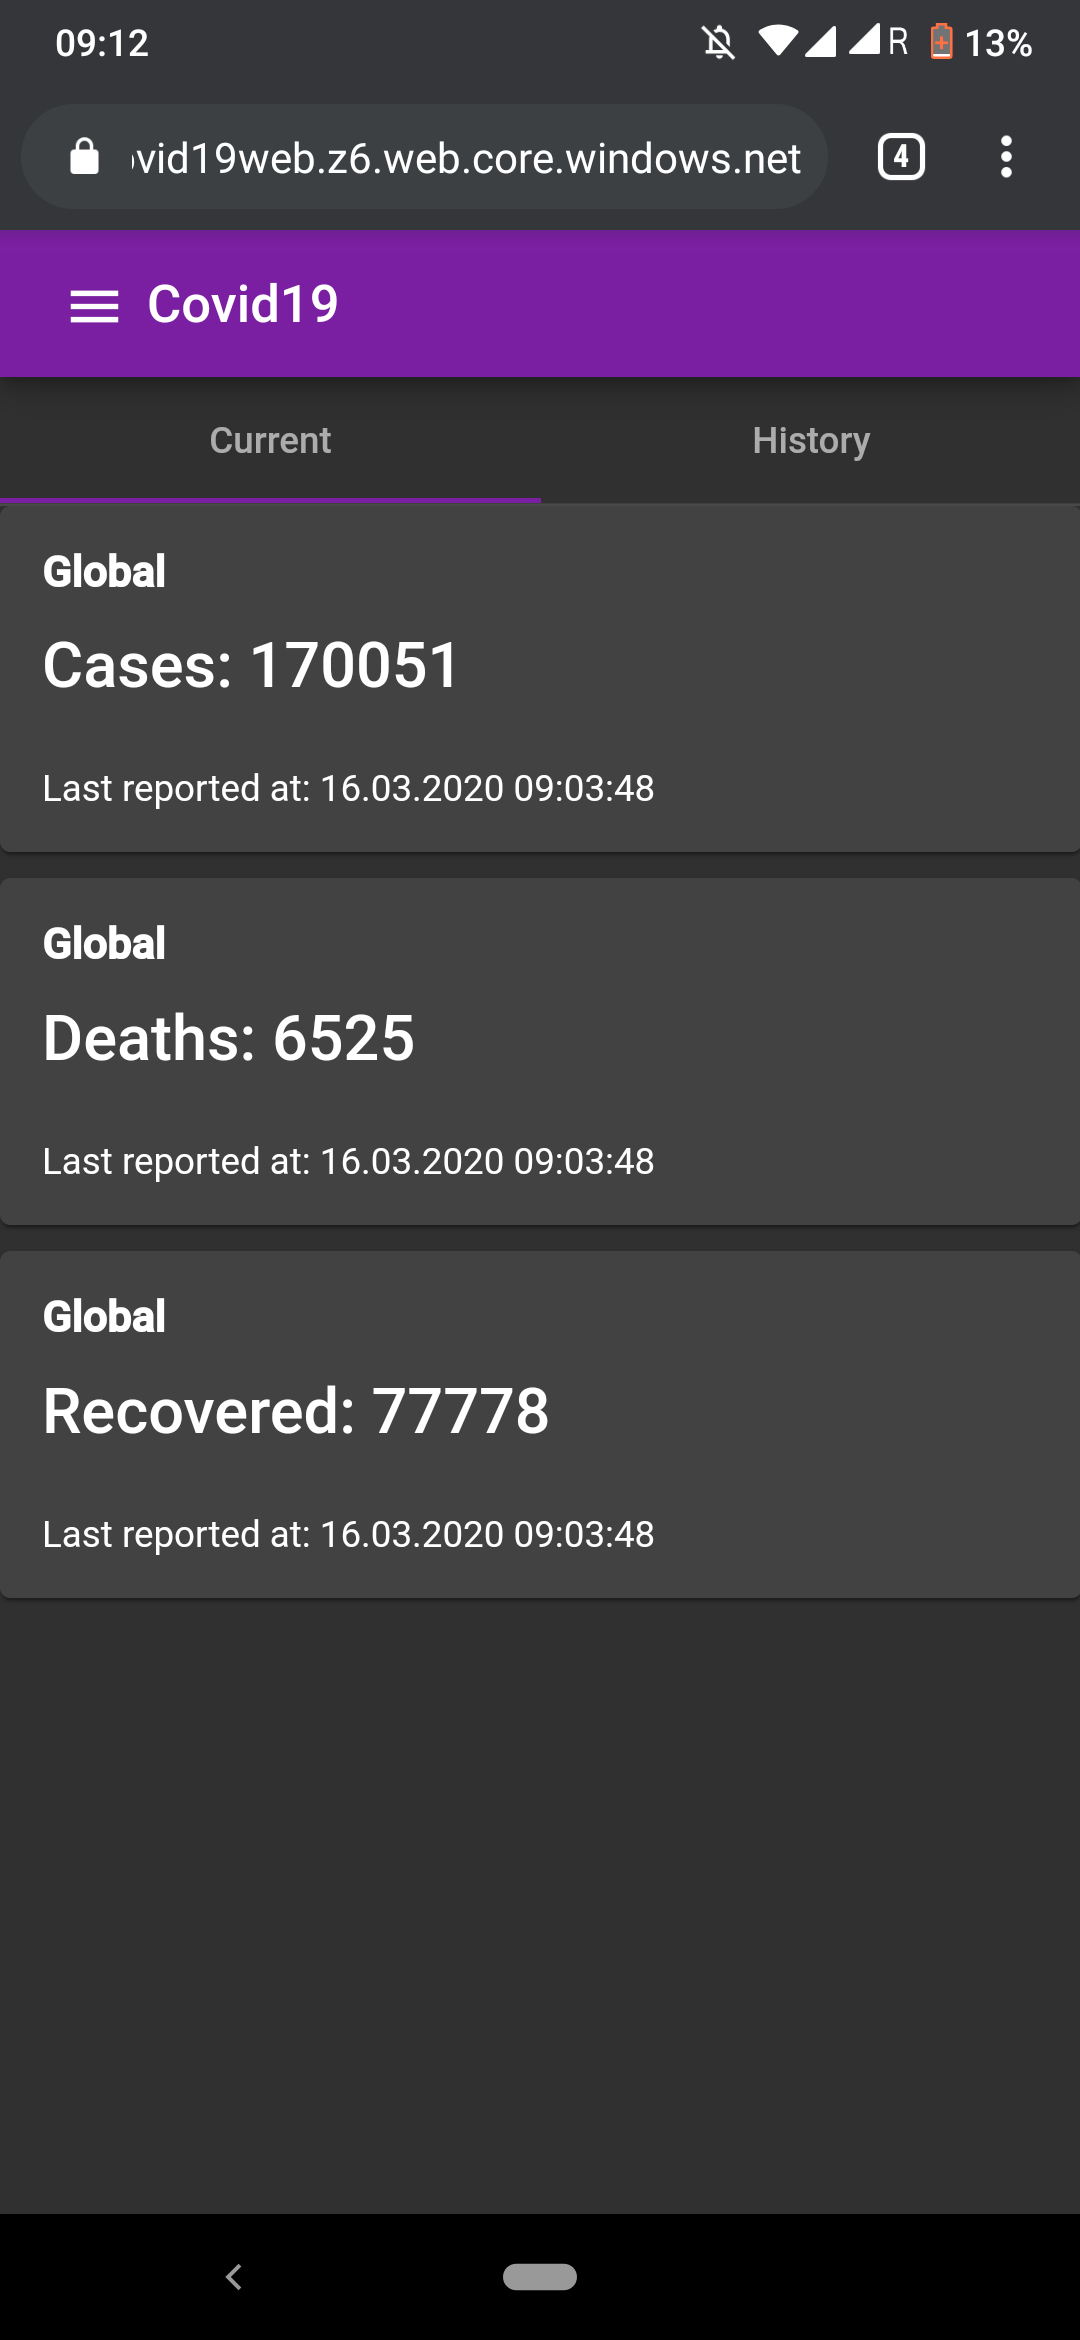 09:12
R
13%
vid19web.z6.web.core.windows.net
4
Covid19
Current
History
Global
Cases: 170051
Last reported at: 16.03.2020 09:03:48
Global
Deaths: 6525
Last reported at: 16.03.2020 09:03:48
Global
Recovered: 77778
Last reported at: 16.03.2020 09:03:48